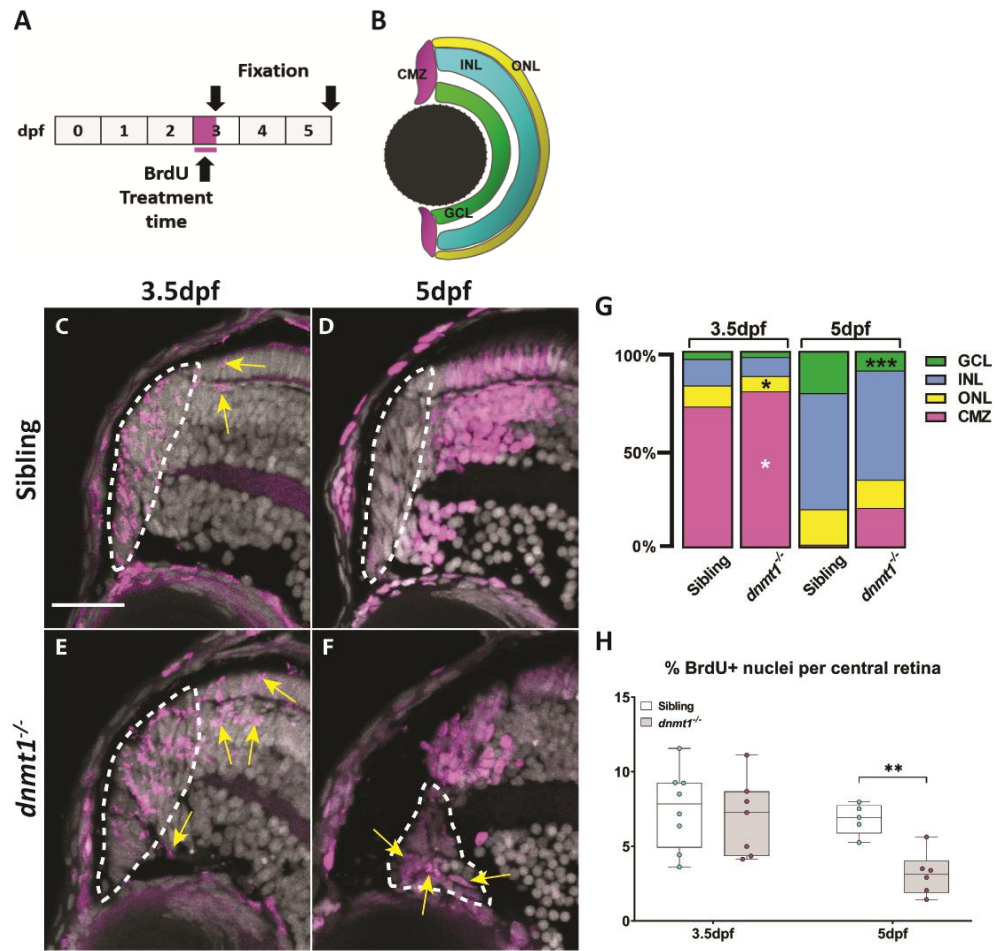 A
Fixation
dpf 0 1 2 3 4 5
BrdU
Treatment
time
B
CMZ
INL
ONL
GCL
3.5dpf
5dpf
Sibling
C
D
dnmt1-/-
E
F
G
3.5dpf
5dpf
100%
50%
0%
*
*
***
GCL
INL
ONL
CMZ
Sibling
dnmt1-/-
Sibling
dnmt1-/-
H
% BrdU+ nuclei per central retina
Sibling
dnmt1-/-
15
10
5
0
**
3.5dpf
5dpf